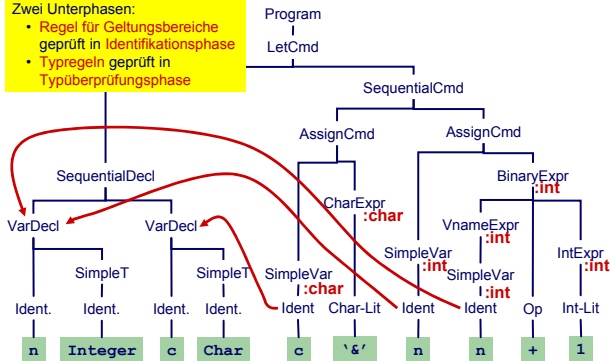 Zwei Unterphasen:
• Regel für Geltungsbereiche
geprüft in Identifikationsphase
• Typregeln geprüft in
Typüberprüfungsphase
Program
LetCmd
SequentialCmd
AssignCmd AssignCmd
SequentialDecl BinaryExpr
:int
CharExpr
:char
VarDecl VarDecl VnameExpr
:int
SimpleVar
:int
IntExpr
:int
SimpleT SimpleT SimpleVar
:char
SimpleVar
:int
Ident. Ident. Ident. Ident. Ident Char-Lit Ident Ident Op Int-Lit
n Integer c Char c ‘&’ n n + 1